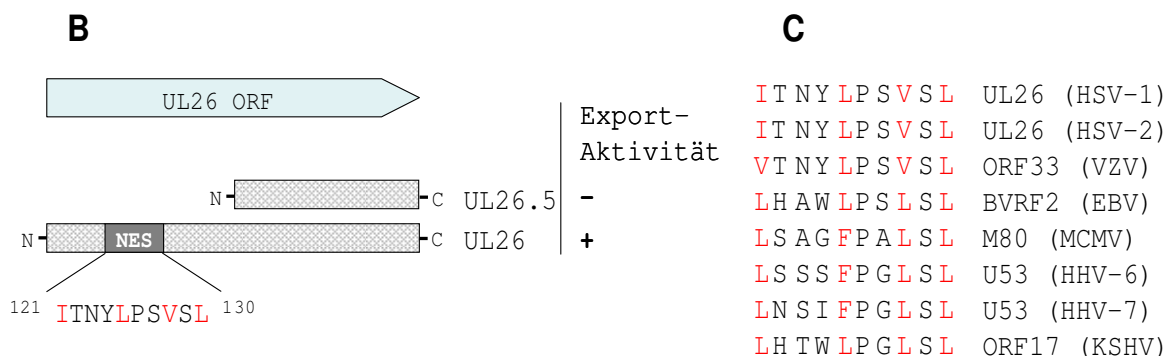 B
UL26 ORF
Export-
Aktivität
N C UL26.5 -
N NES C UL26 +
121 ITNYLPSVSL 130
C
ITNYLPSVSL UL26 (HSV-1)
ITNYLPSVSL UL26 (HSV-2)
VTNYLPSVSL ORF33 (VZV)
LHAWLPSLSL BVRF2 (EBV)
LSAGFPALSL M80 (MCMV)
LSSSFPGLSL U53 (HHV-6)
LNSIFPGLSL U53 (HHV-7)
LHTWLPGLSL ORF17 (KSHV)